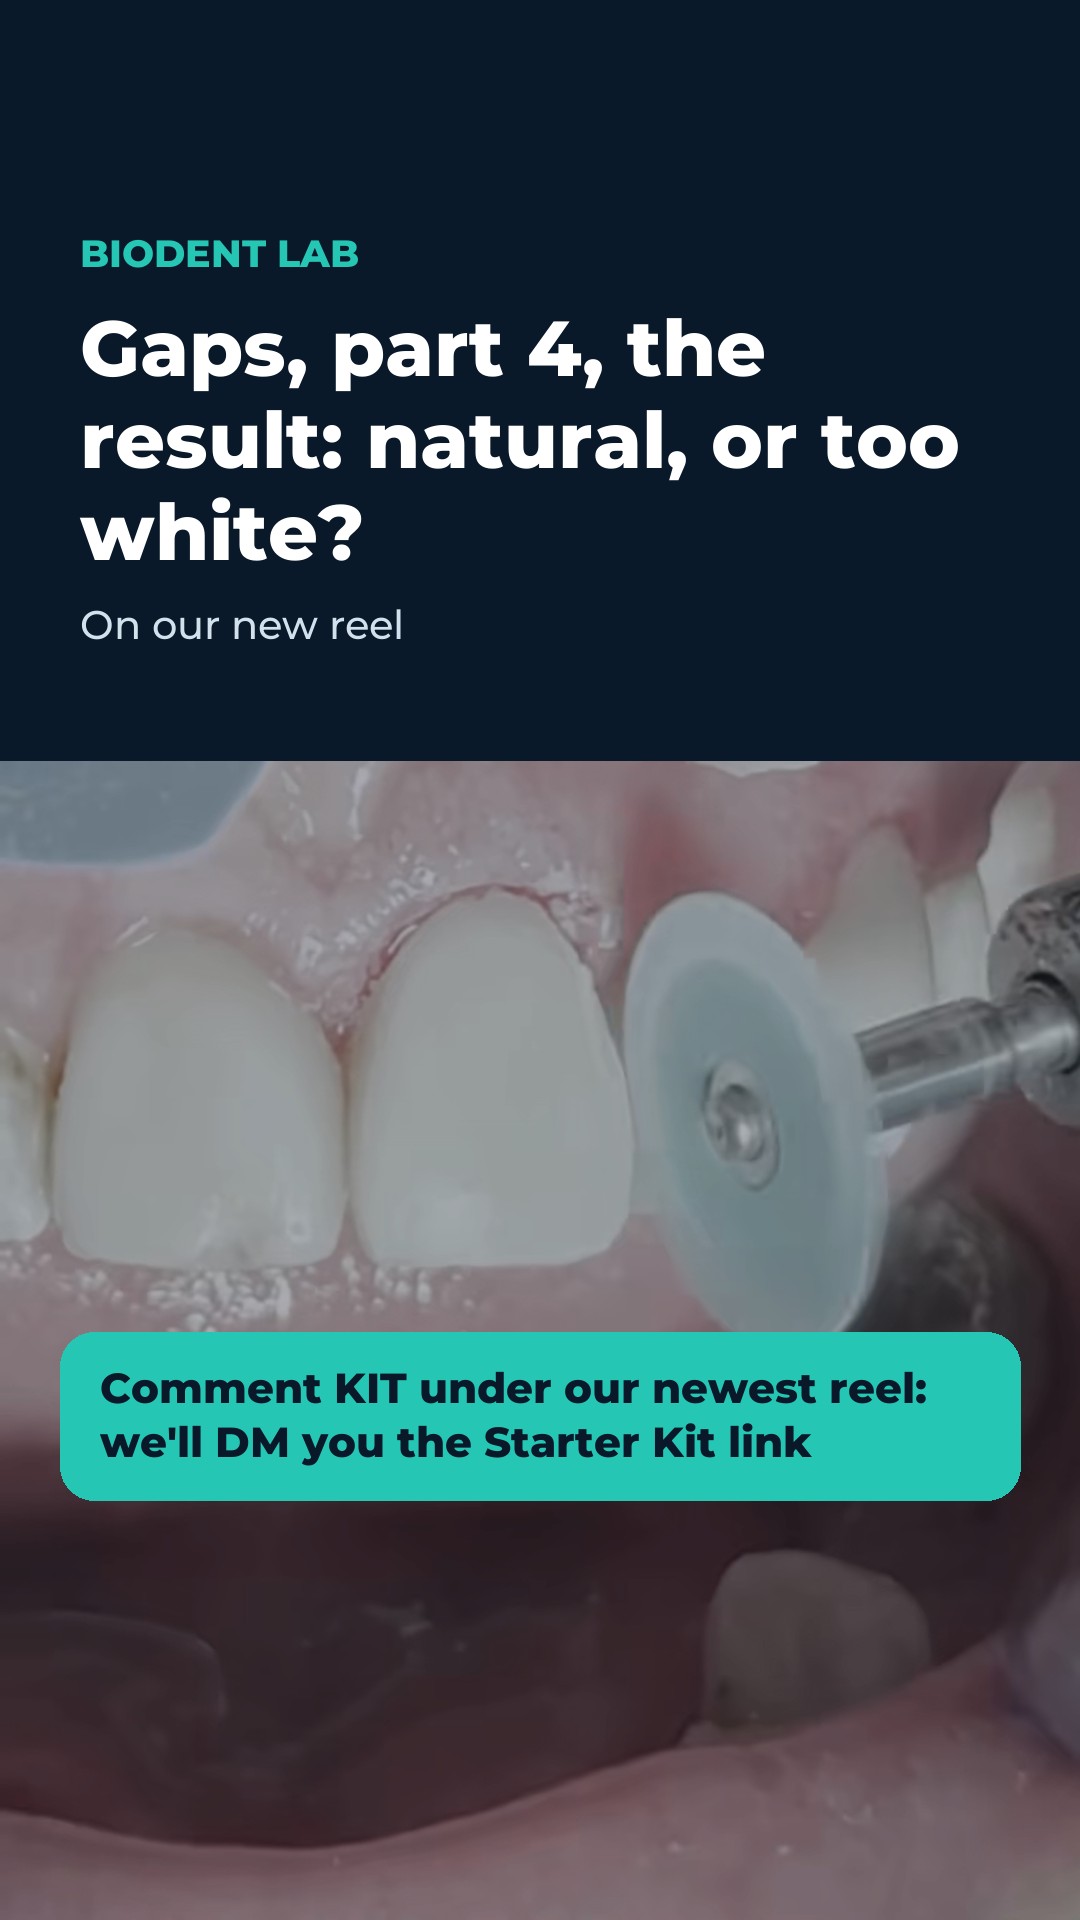 BIODENT LAB
Gaps, part 4, the
result: natural, or too
white?
On our new reel
Comment KIT under our newest reel:
we'll DM you the Starter Kit link